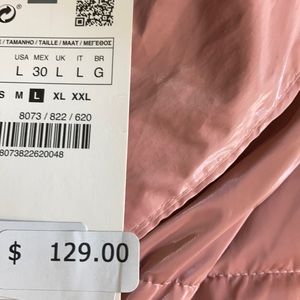 / TAMANHO / TAILLE / MAAT / ΜΕΓΕΘΟΣ
USA MEX UK IT BR
L 30 L L G
S M L XL XXL
8073 / 822 / 620
8073822620048
$ 129.00